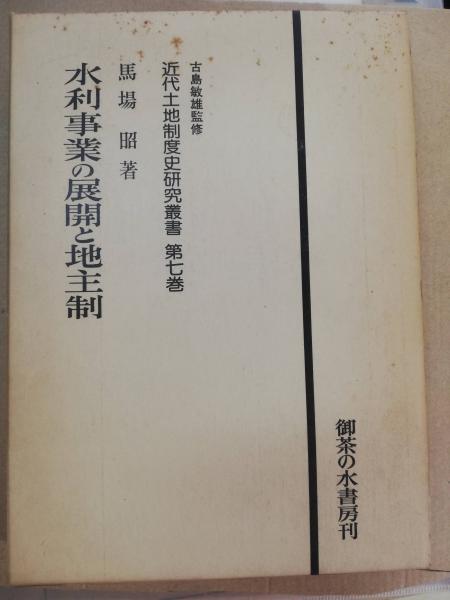 古島敏雄監修
近代土地制度史研究叢書 第七巻
馬場 昭 著
水利事業の展開と地主制
御茶の水書房刊